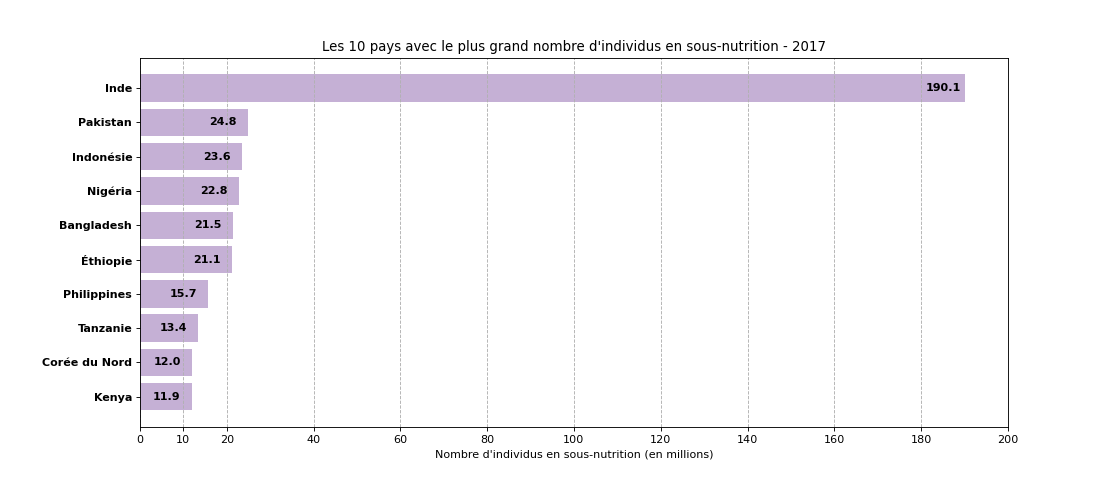 Les 10 pays avec le plus grand nombre d'individus en sous-nutrition - 2017
Inde 190.1
Pakistan 24.8
Indonésie 23.6
Nigéria 22.8
Bangladesh 21.5
Éthiopie 21.1
Philippines 15.7
Tanzanie 13.4
Corée du Nord 12.0
Kenya 11.9
0 10 20 40 60 80 100 120 140 160 180 200
Nombre d'individus en sous-nutrition (en millions)